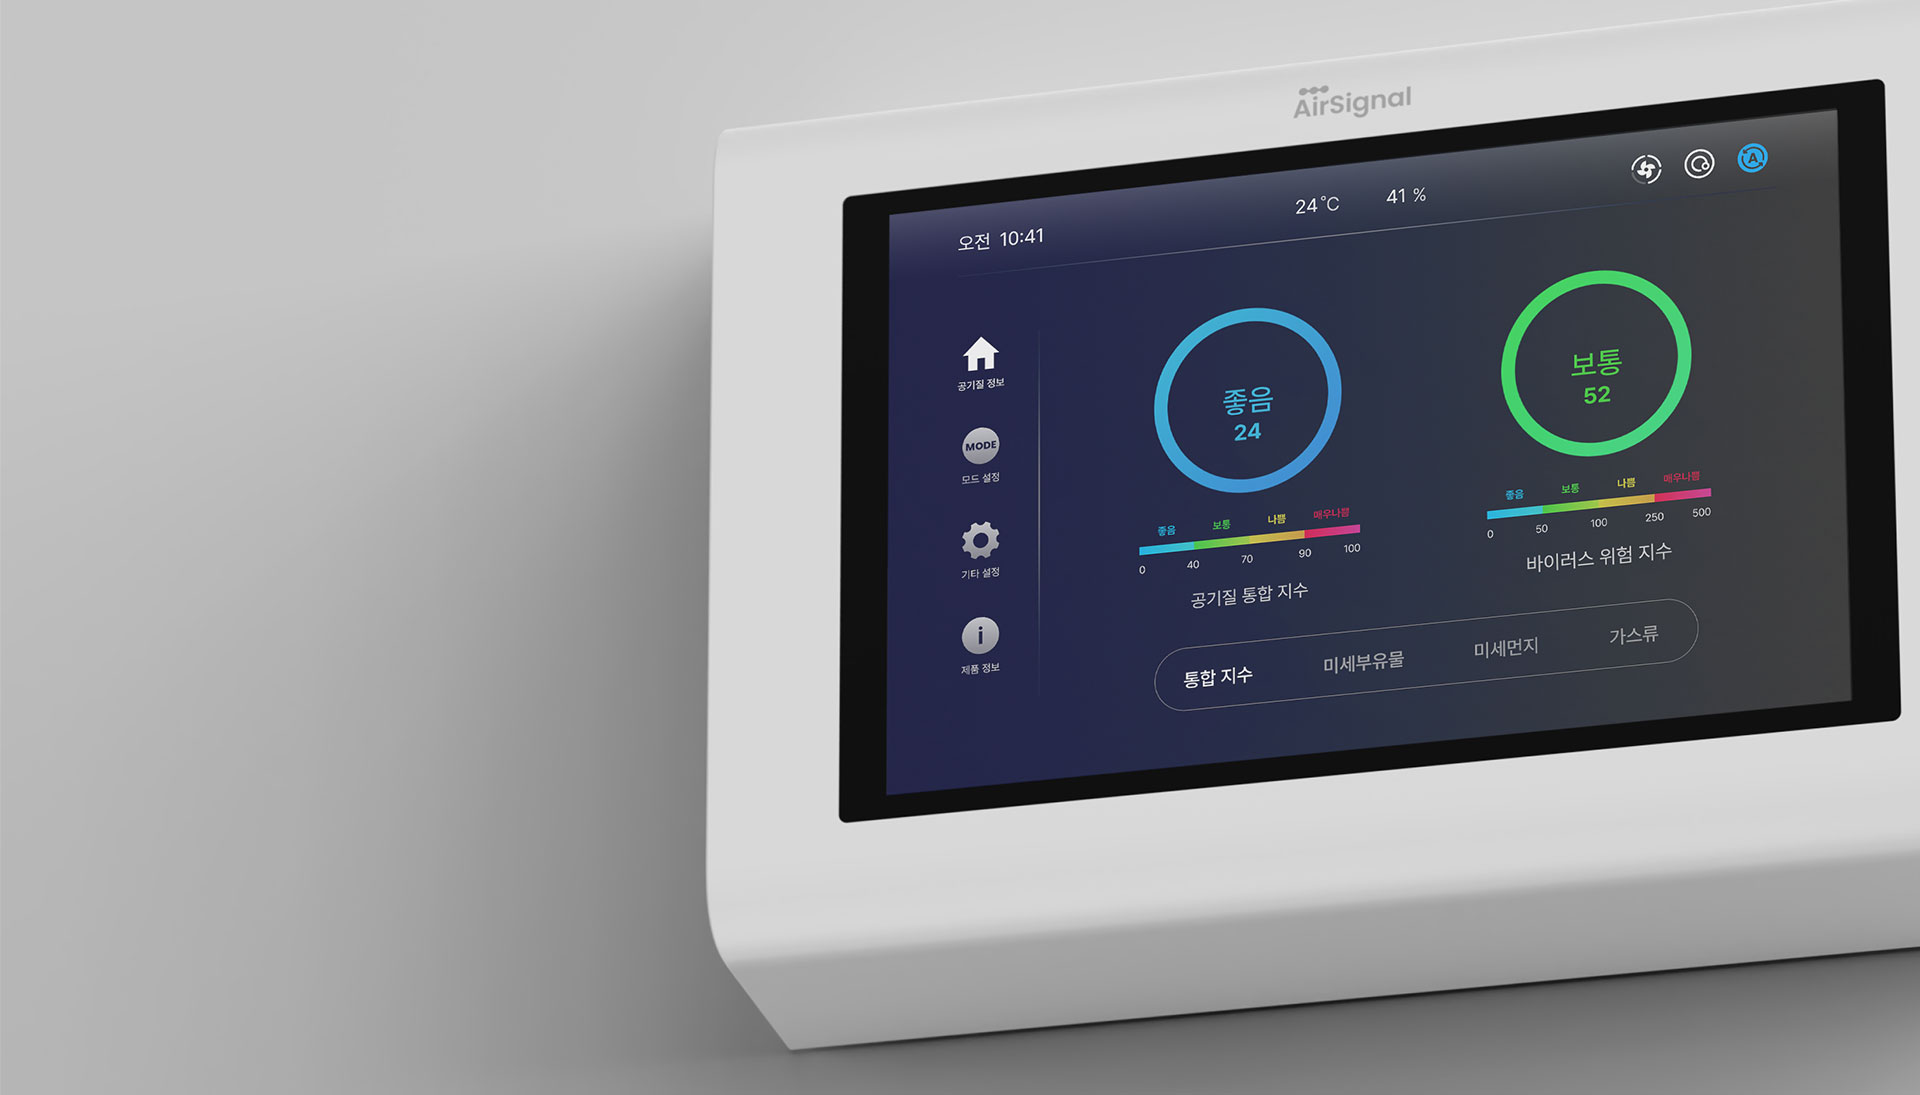 AirSignal
오전 10:41
24°C
41 %
A
공기질 정보
MODE
모드 설정
기타 설정
i
제품 정보
좋음
24
좋음 보통 나쁨 매우나쁨
0 40 70 90 100
공기질 통합 지수
보통
52
좋음 보통 나쁨 매우나쁨
0 50 100 250 500
바이러스 위험 지수
통합 지수 미세부유물 미세먼지 가스류